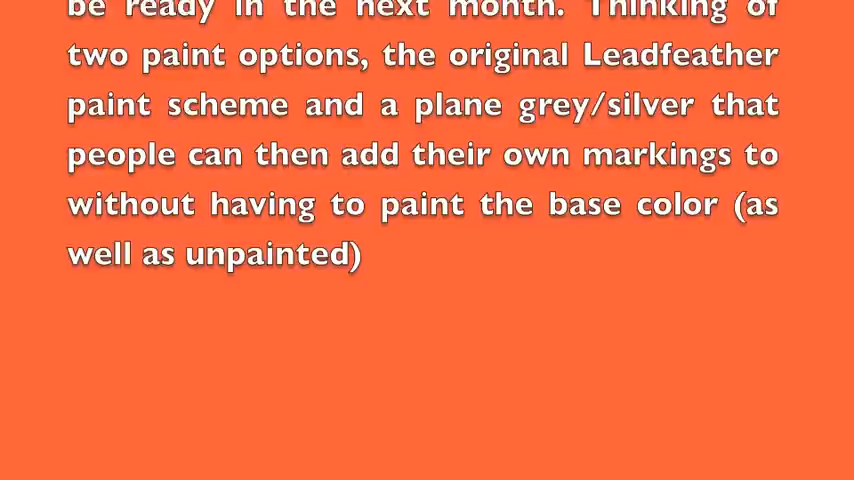 be ready in the next month. Thinking of
two paint options, the original Leadfeather
paint scheme and a plane grey/silver that
people can then add their own markings to
without having to paint the base color (as
well as unpainted)